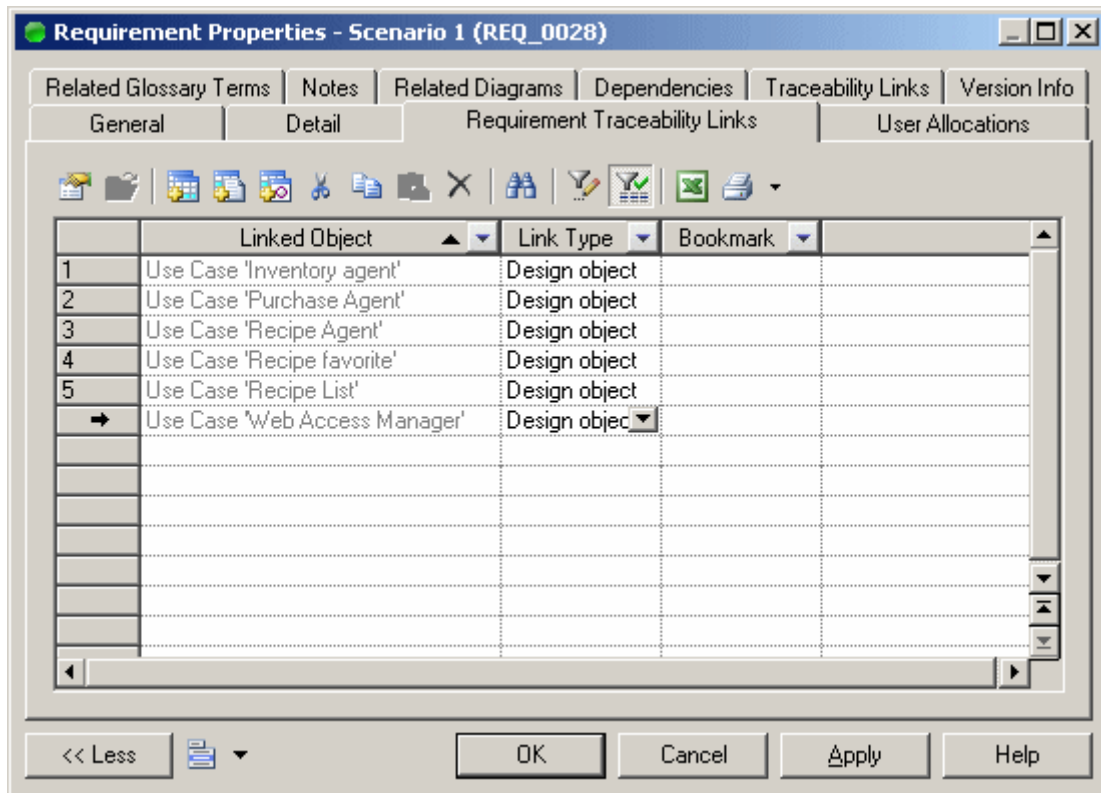 Requirement Properties - Scenario 1 (REQ_0028)
Related Glossary Terms Notes Related Diagrams Dependencies Traceability Links Version Info
General Detail Requirement Traceability Links User Allocations
Linked Object Link Type Bookmark
1 Use Case 'Inventory agent' Design object
2 Use Case 'Purchase Agent' Design object
3 Use Case 'Recipe Agent' Design object
4 Use Case 'Recipe favorite' Design object
5 Use Case 'Recipe List' Design object
Use Case 'Web Access Manager' Design objec
<< Less OK Cancel Apply Help